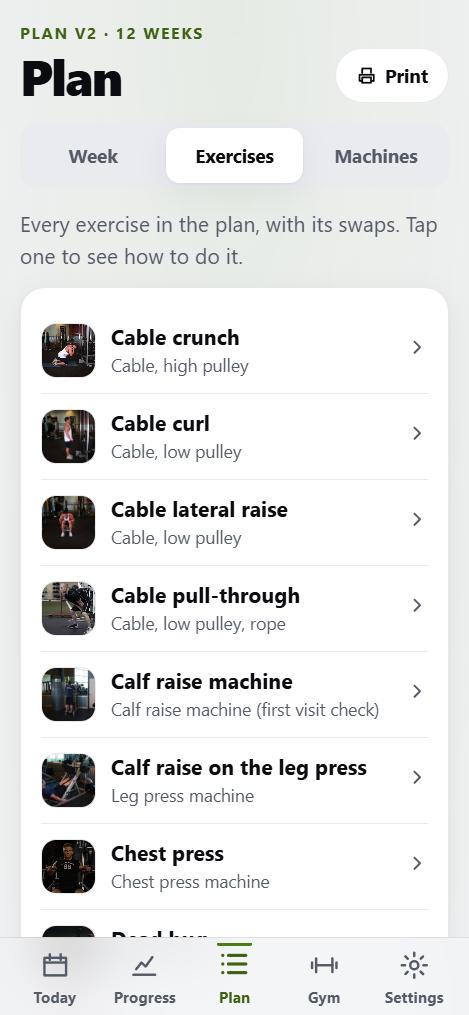 PLAN V2 · 12 WEEKS
Plan
Print
Week
Exercises
Machines
Every exercise in the plan, with its swaps. Tap
one to see how to do it.
Cable crunch
Cable, high pulley
Cable curl
Cable, low pulley
Cable lateral raise
Cable, low pulley
Cable pull-through
Cable, low pulley, rope
Calf raise machine
Calf raise machine (first visit check)
Calf raise on the leg press
Leg press machine
Chest press
Chest press machine
Dead bug
Today
Progress
Plan
Gym
Settings